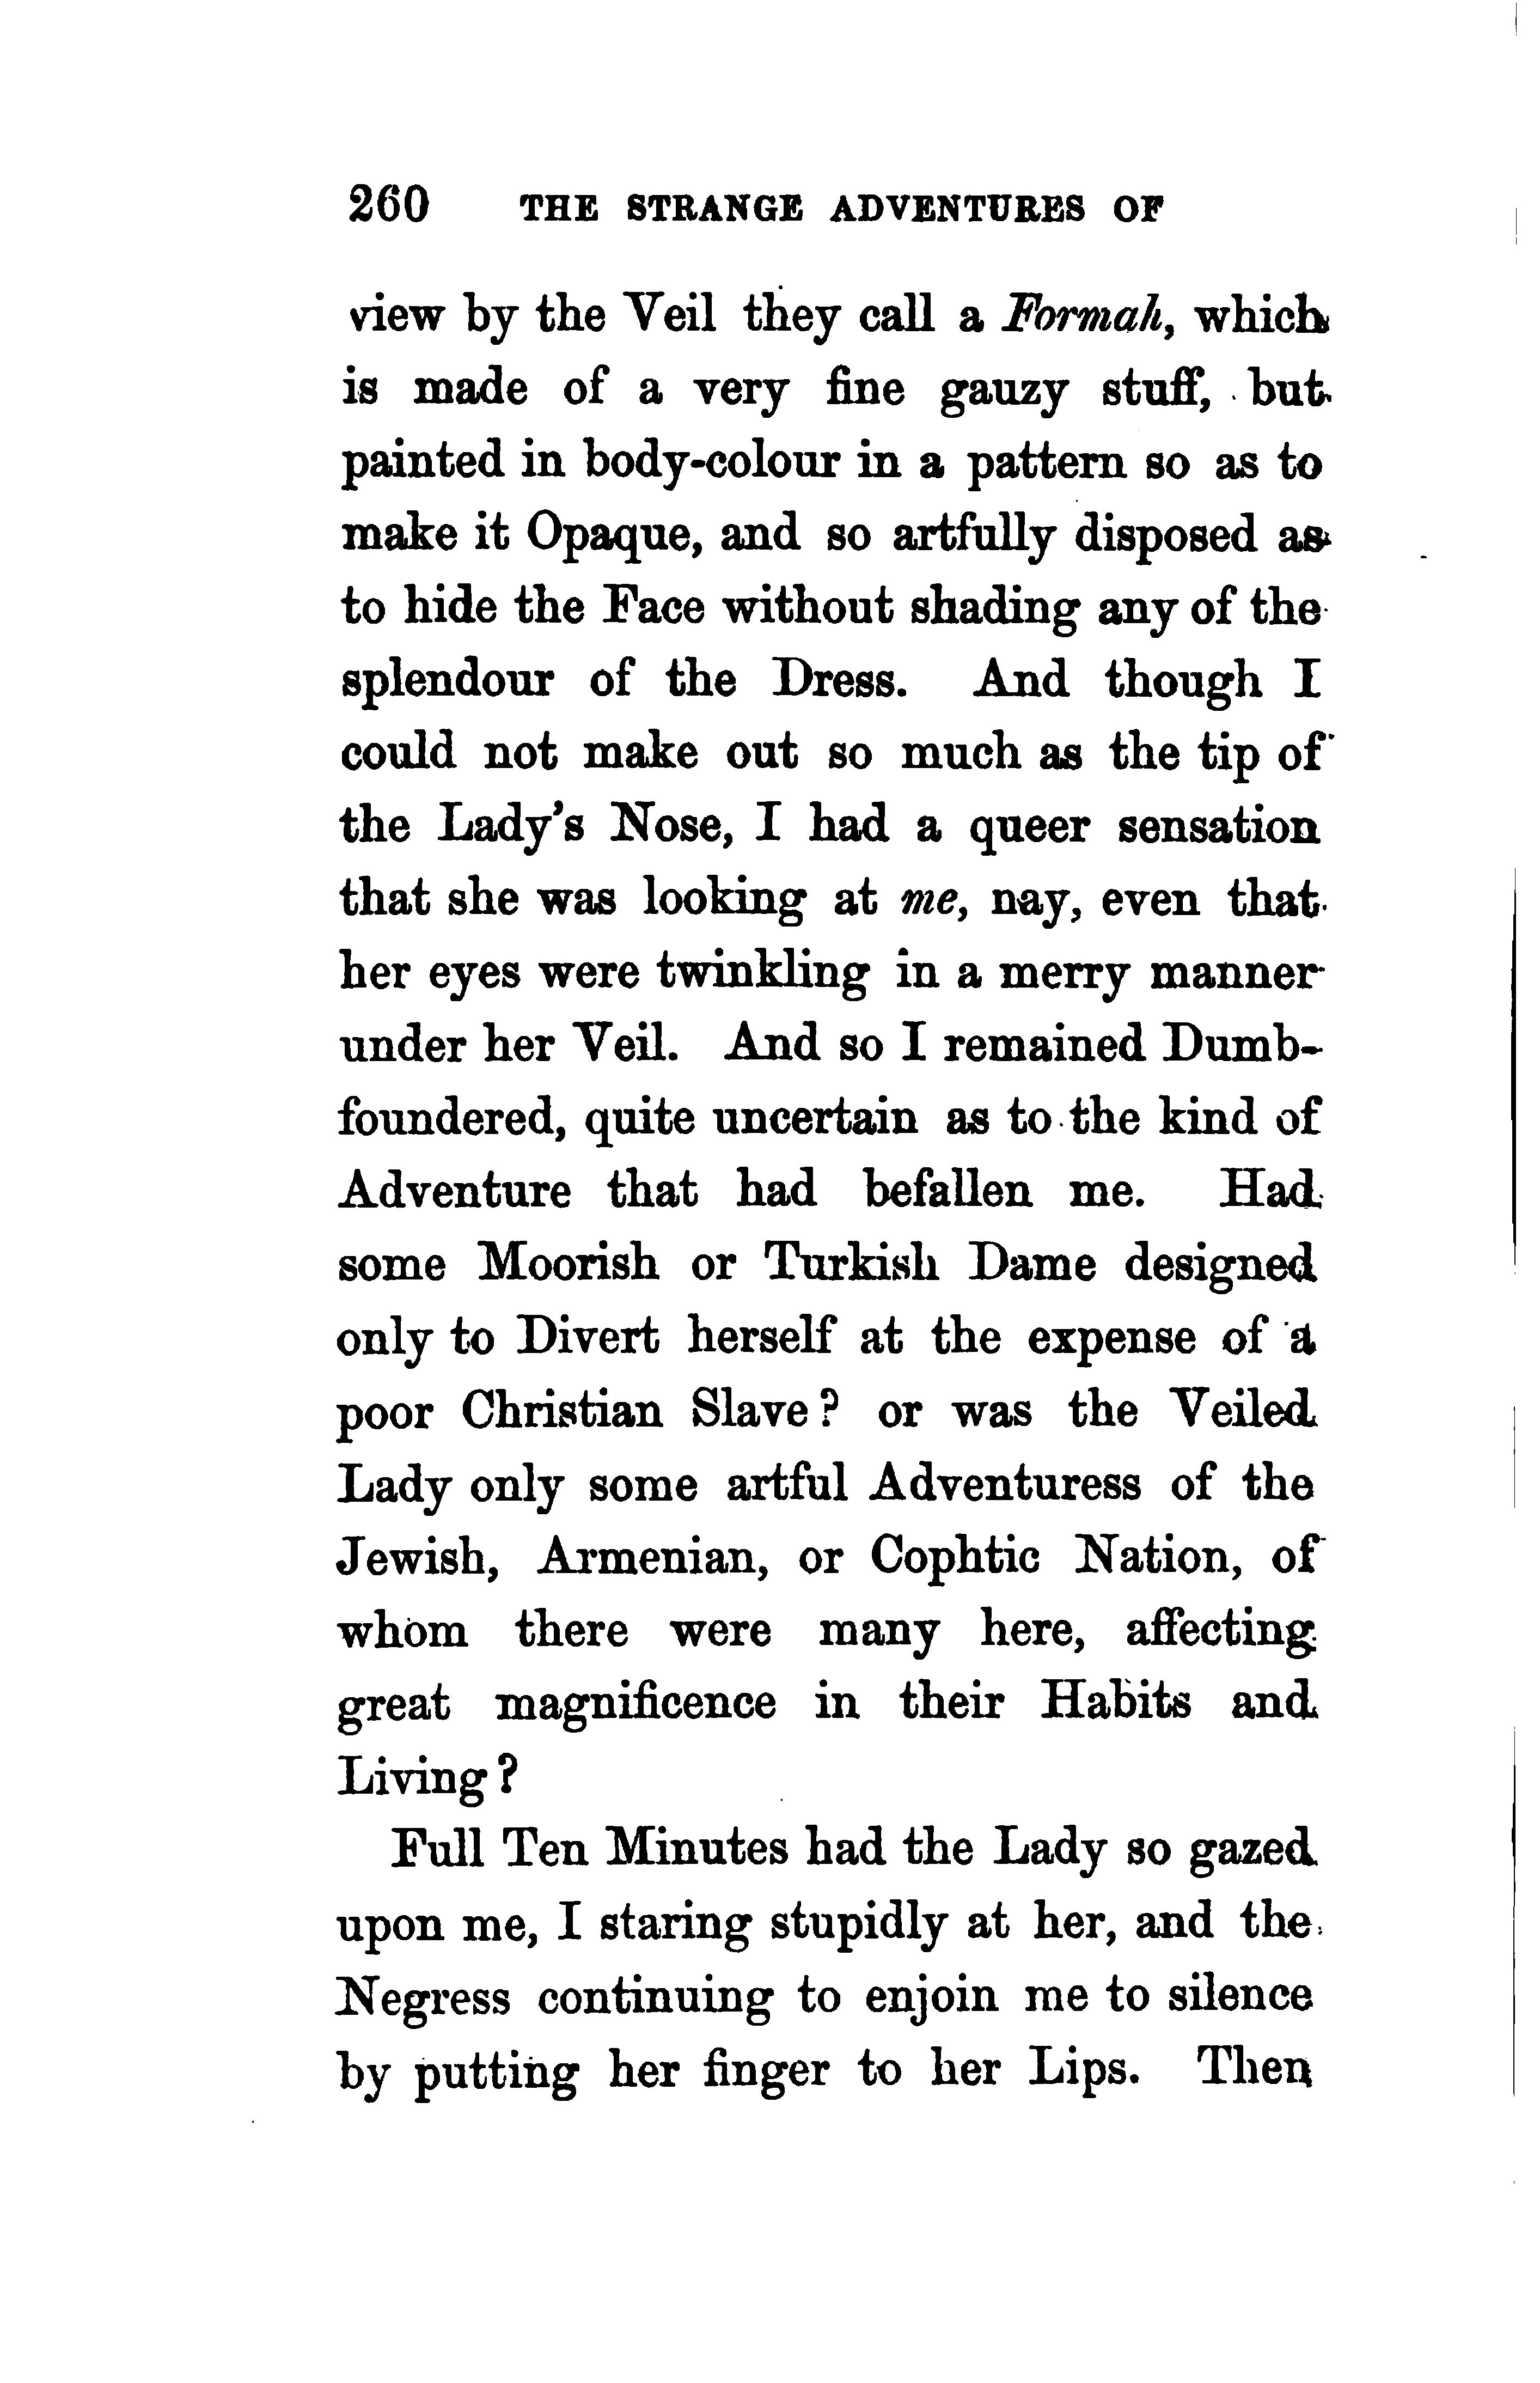 260 THE STRANGE ADVENTURES OF
view by the Veil they call a Formah, which
is made of a very fine gauzy stuff, but
painted in body-colour in a pattern so as to
make it Opaque, and so artfully disposed as
to hide the Face without shading any of the
splendour of the Dress. And though I
could not make out so much as the tip of
the Lady's Nose, I had a queer sensation
that she was looking at me, nay, even that
her eyes were twinkling in a merry manner
under her Veil. And so I remained Dumb-
foundered, quite uncertain as to the kind of
Adventure that had befallen me. Had
some Moorish or Turkish Dame designed
only to Divert herself at the expense of a
poor Christian Slave? or was the Veiled
Lady only some artful Adventuress of the
Jewish, Armenian, or Cophtic Nation, of
whom there were many here, affecting
great magnificence in their Habits and
Living?
Full Ten Minutes had the Lady so gazed
upon me, I staring stupidly at her, and the
Negress continuing to enjoin me to silence
by putting her finger to her Lips. Then